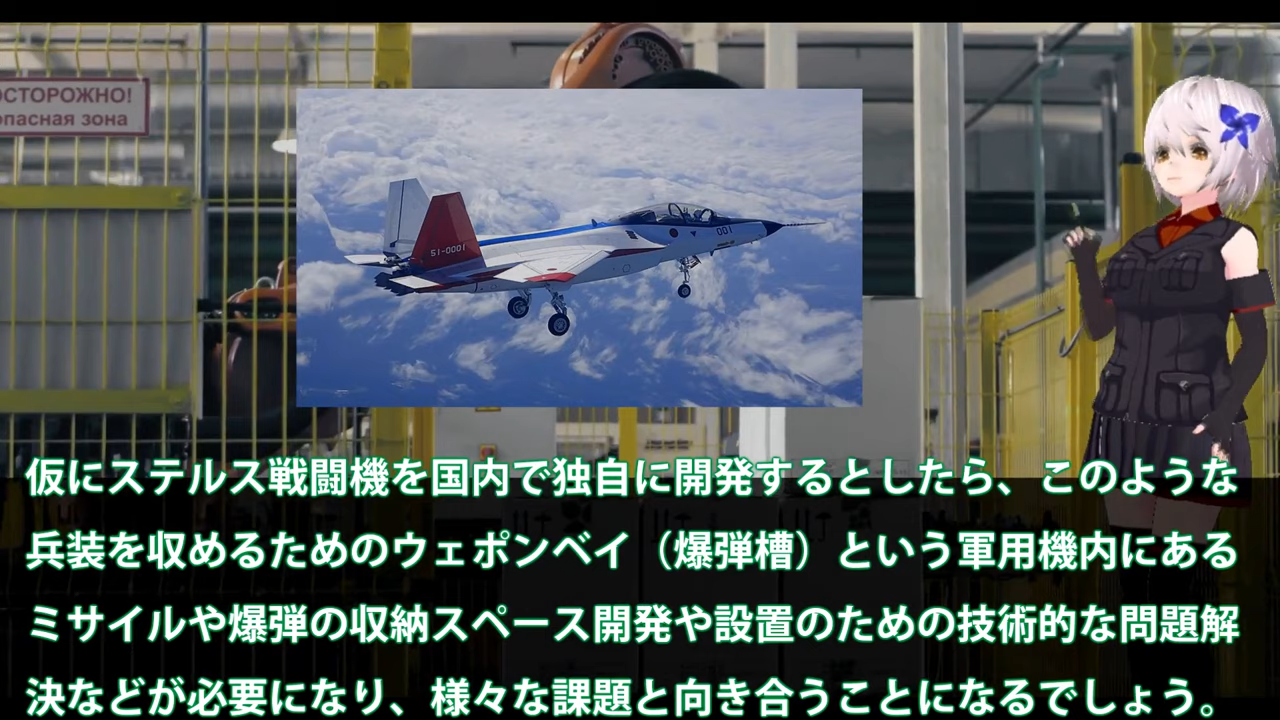 ОСТОРОЖНО!
опасная зона
51-0001
001
仮にステルス戦闘機を国内で独自に開発するとしたら、このような
兵装を収めるためのウェポンベイ（爆弾槽）という軍用機内にある
ミサイルや爆弾の収納スペース開発や設置のための技術的な問題解
決などが必要になり、様々な課題と向き合うことになるでしょう。